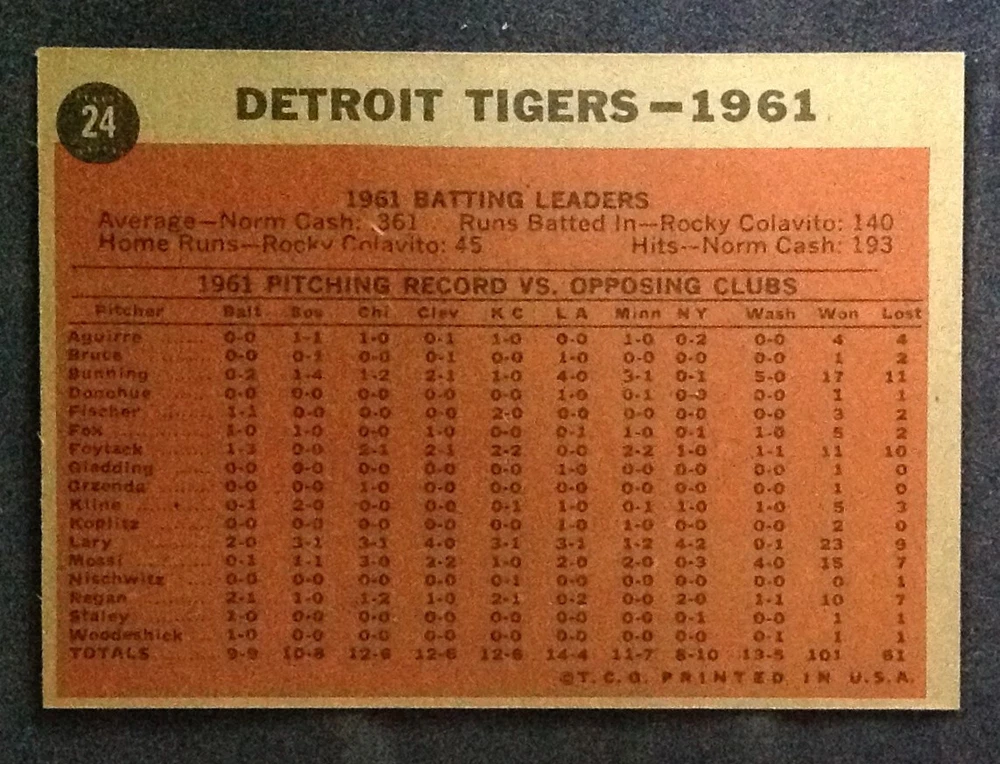 24
DETROIT TIGERS—1961
1961 BATTING LEADERS
Average—Norm Cash: .361 Runs Batted In—Rocky Colavito: 140
Home Runs—Rocky Colavito: 45 Hits--Norm Cash: 193
1961 PITCHING RECORD VS. OPPOSING CLUBS
Pitcher Balt Bos Chi Clev K C L A Minn N Y Wash Won Lost
Aguirre 0-0 1-1 1-0 0-1 1-0 0-0 1-0 0-2 0-0 4 4
Bruce 0-0 0-1 0-0 0-1 0-0 1-0 0-0 0-0 0-0 1 2
Bunning 0-2 1-4 1-2 2-1 1-0 4-0 3-1 0-1 5-0 17 11
Donohue 0-0 0-0 0-0 0-0 0-0 1-0 0-1 0-0 0-0 1 1
Fischer 1-1 0-0 0-0 0-0 2-0 0-0 0-0 0-0 0-0 3 2
Fox 1-0 1-0 0-0 1-0 0-0 0-1 1-0 0-1 1-0 5 2
Foytack 1-3 0-0 2-1 2-1 2-2 0-0 2-2 1-0 1-1 11 10
Gladding 0-0 0-0 0-0 0-0 0-0 1-0 0-0 0-0 0-0 1 0
Grzenda 0-0 0-0 1-0 0-0 0-0 0-0 0-0 0-0 0-0 1 0
Kline 0-1 2-0 0-0 0-0 0-1 1-0 0-1 1-0 1-0 5 3
Koplitz 0-0 0-0 0-0 0-0 0-0 1-0 1-0 0-0 0-0 2 0
Lary 2-0 3-1 3-1 4-0 3-1 3-1 1-2 4-2 0-1 23 9
Mossi 0-1 1-1 3-0 2-2 1-0 2-0 2-0 0-3 4-0 15 7
Nischwitz 0-0 0-0 0-0 0-0 0-1 0-0 0-0 0-0 0-0 0 1
Regan 2-1 1-0 1-2 1-0 2-1 0-2 0-0 2-0 1-1 10 7
Staley 1-0 0-0 0-0 0-0 0-0 0-0 0-0 0-1 0-0 1 1
Woodeshick 1-0 0-0 0-0 0-0 0-0 0-0 0-0 0-0 0-1 1 1
TOTALS 9-9 10-8 12-6 12-6 12-6 14-4 11-7 8-10 13-5 101 61
©T.C.G. PRINTED IN U.S.A.